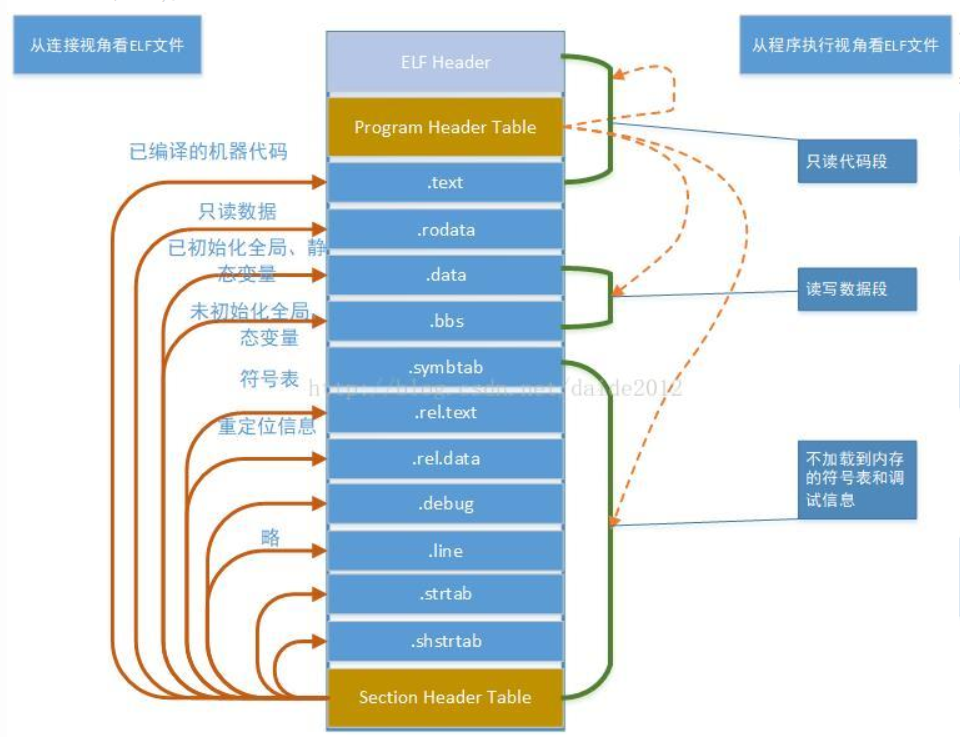 从连接视角看ELF文件
从程序执行视角看ELF文件
ELF Header
Program Header Table
已编译的机器代码
只读代码段
.text
只读数据
.rodata
已初始化全局、静
态变量
.data
读写数据段
未初始化全局
态变量
.bbs
.symbtab
符号表
http://blog.csdn.net/daide2012
.rel.text
重定位信息
.rel.data
不加载到内存
的符号表和调
试信息
.debug
略
.line
.strtab
.shstrtab
Section Header Table